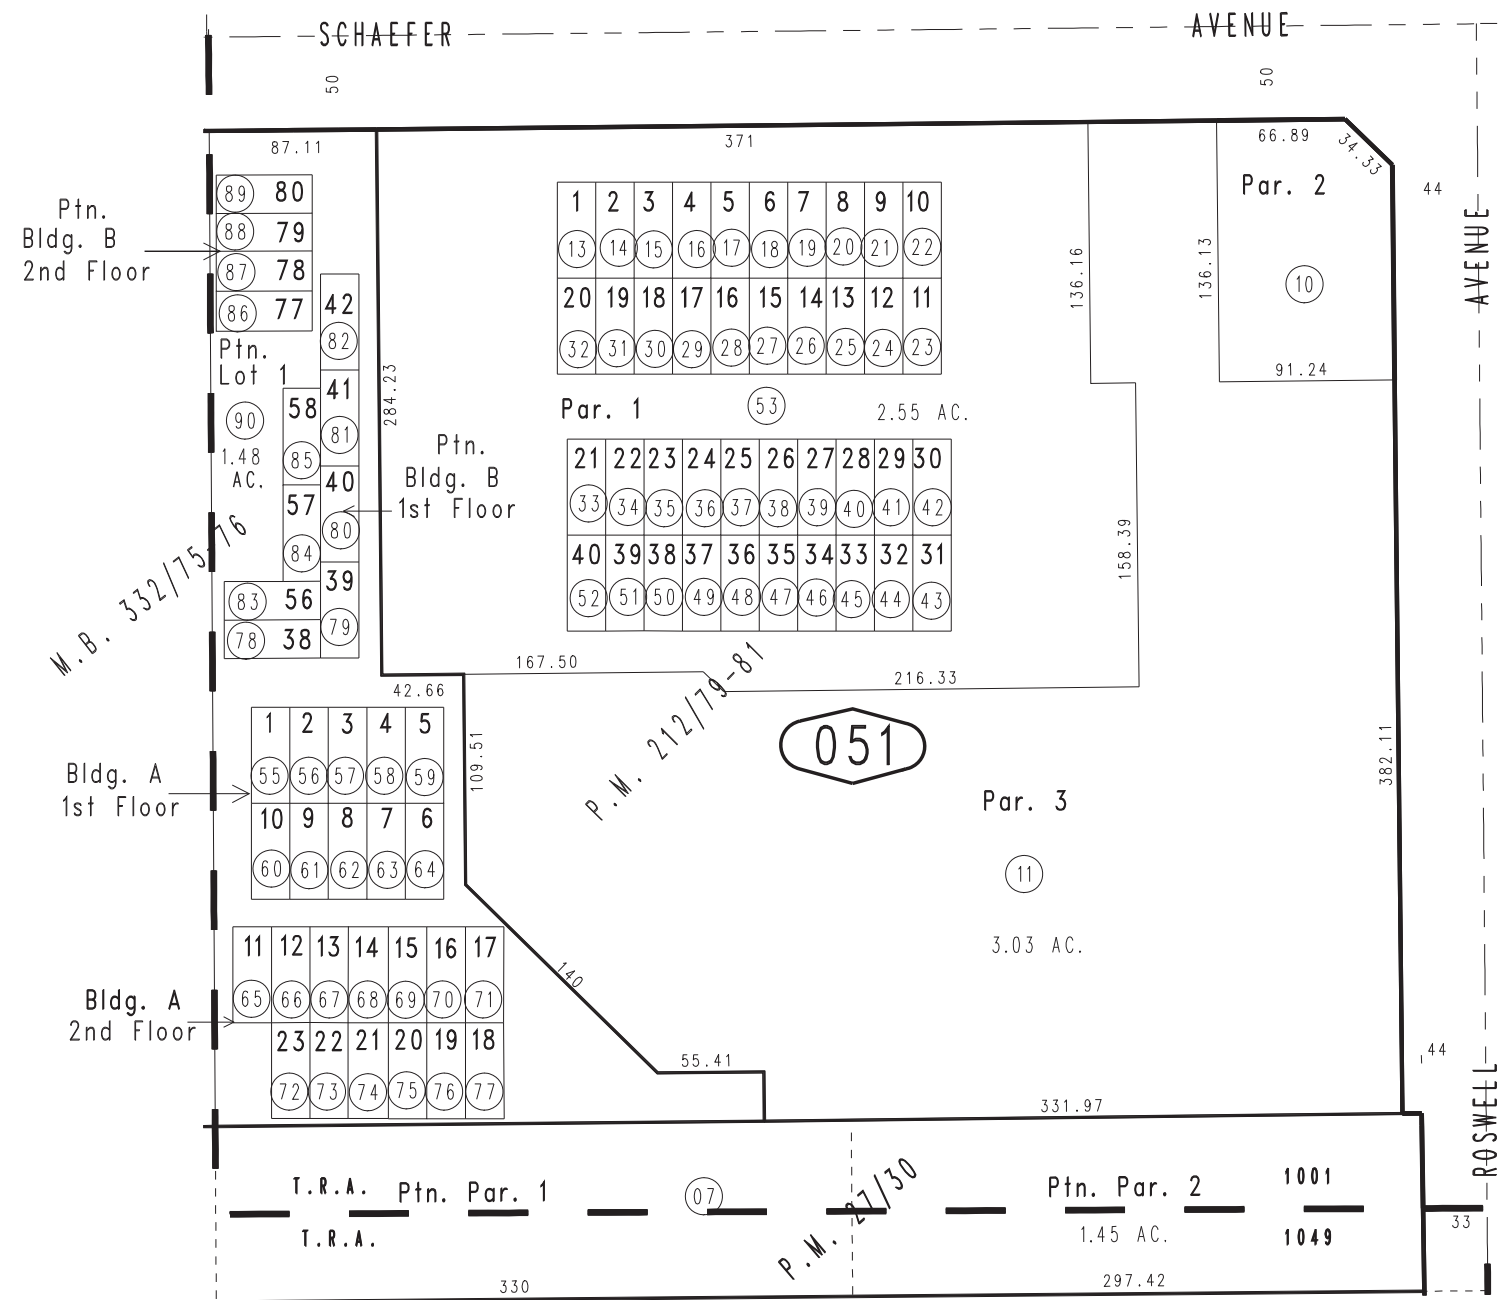 SCHAEFER AVENUE
50 50
87.11 371 66.89 34.33
44
89 80
88 79
87 78
86 77
Ptn.
Bldg. B
2nd Floor
Par. 2
10
136.16
136.13
91.24
AVENUE
1 2 3 4 5 6 7 8 9 10
13 14 15 16 17 18 19 20 21 22
20 19 18 17 16 15 14 13 12 11
32 31 30 29 28 27 26 25 24 23
42
82
41
81
40
80
39
79
Ptn.
Lot 1
90
1.48
AC.
58
85
57
84
83 56
78 38
284.23
Par. 1 53 2.55 AC.
Ptn.
Bldg. B
1st Floor
21 22 23 24 25 26 27 28 29 30
33 34 35 36 37 38 39 40 41 42
40 39 38 37 36 35 34 33 32 31
52 51 50 49 48 47 46 45 44 43
158.39
M.B. 332/75-76
167.50
216.33
42.66
P.M. 212/79-81
051
109.51
382.11
1 2 3 4 5
55 56 57 58 59
10 9 8 7 6
60 61 62 63 64
Bldg. A
1st Floor
Par. 3
11
3.03 AC.
11 12 13 14 15 16 17
65 66 67 68 69 70 71
23 22 21 20 19 18
72 73 74 75 76 77
Bldg. A
2nd Floor
140
55.41
44
331.97
ROSWELL
T.R.A. Ptn. Par. 1 07 Ptn. Par. 2 1001
T.R.A. 1.45 AC. 1049
P.M. 27/30
33
330 297.42